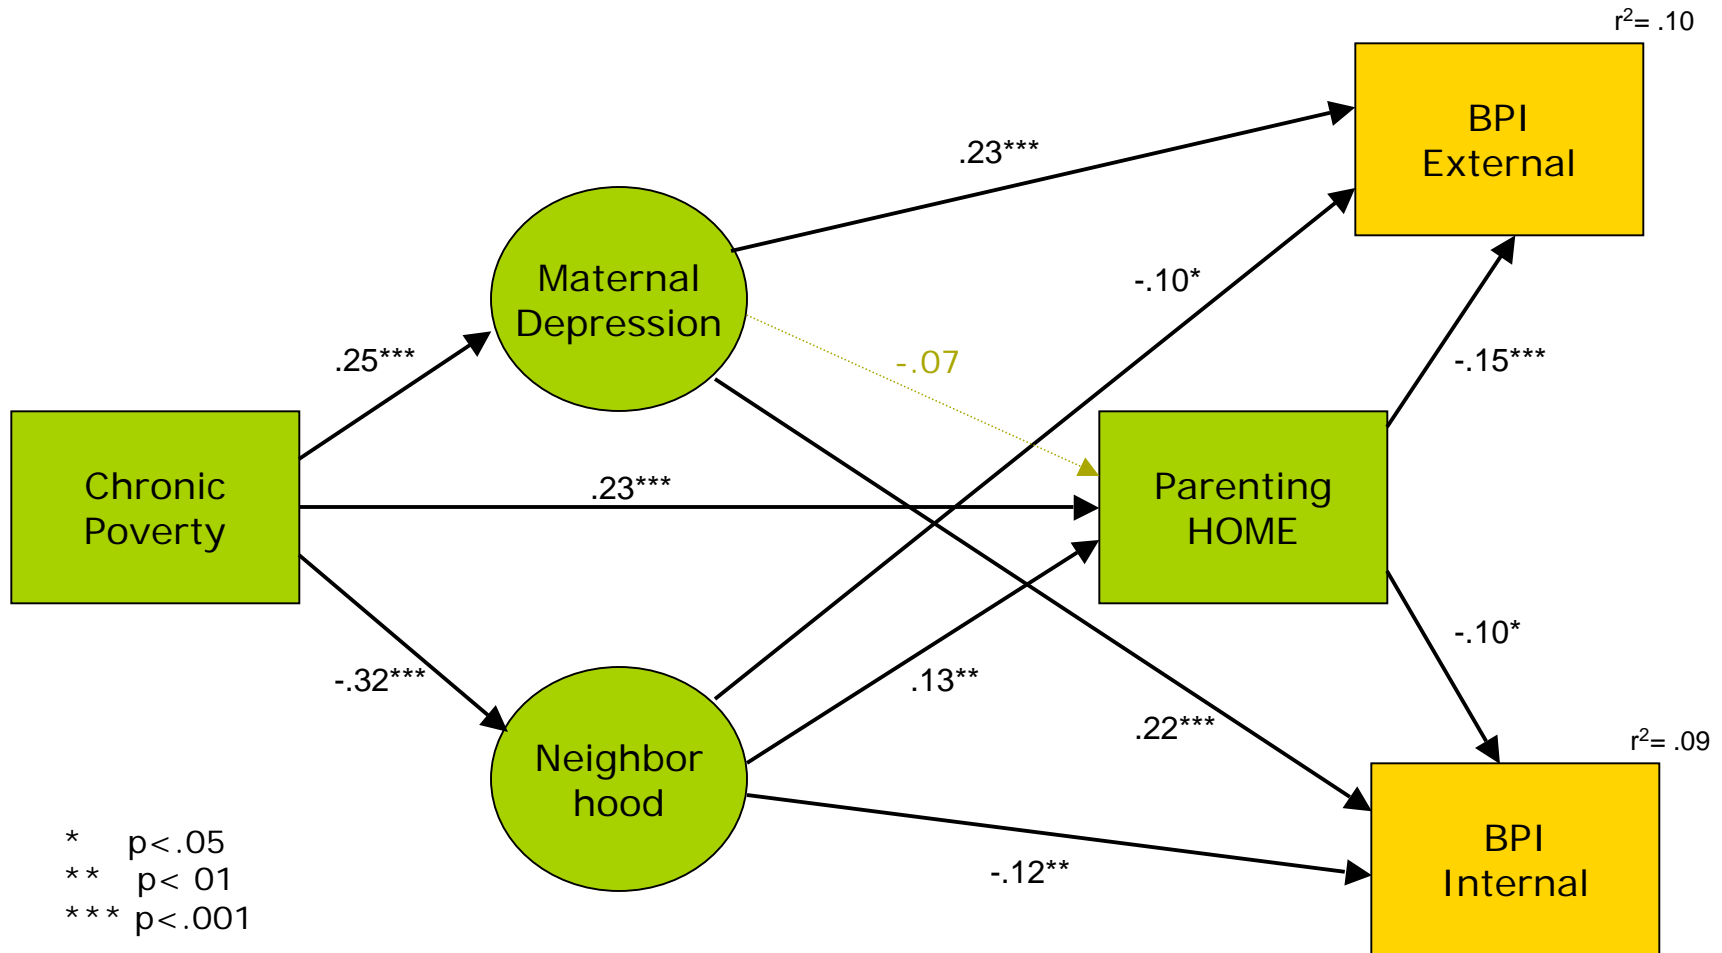 r²= .10
BPI
External
.23***
Maternal
Depression
-.10*
.25***
-.07
-.15***
Chronic
Poverty
.23***
Parenting
HOME
-.10*
-.32***
.13**
.22***
r²= .09
Neighbor
hood
-.12**
BPI
Internal
* p<.05
** p< 01
*** p<.001